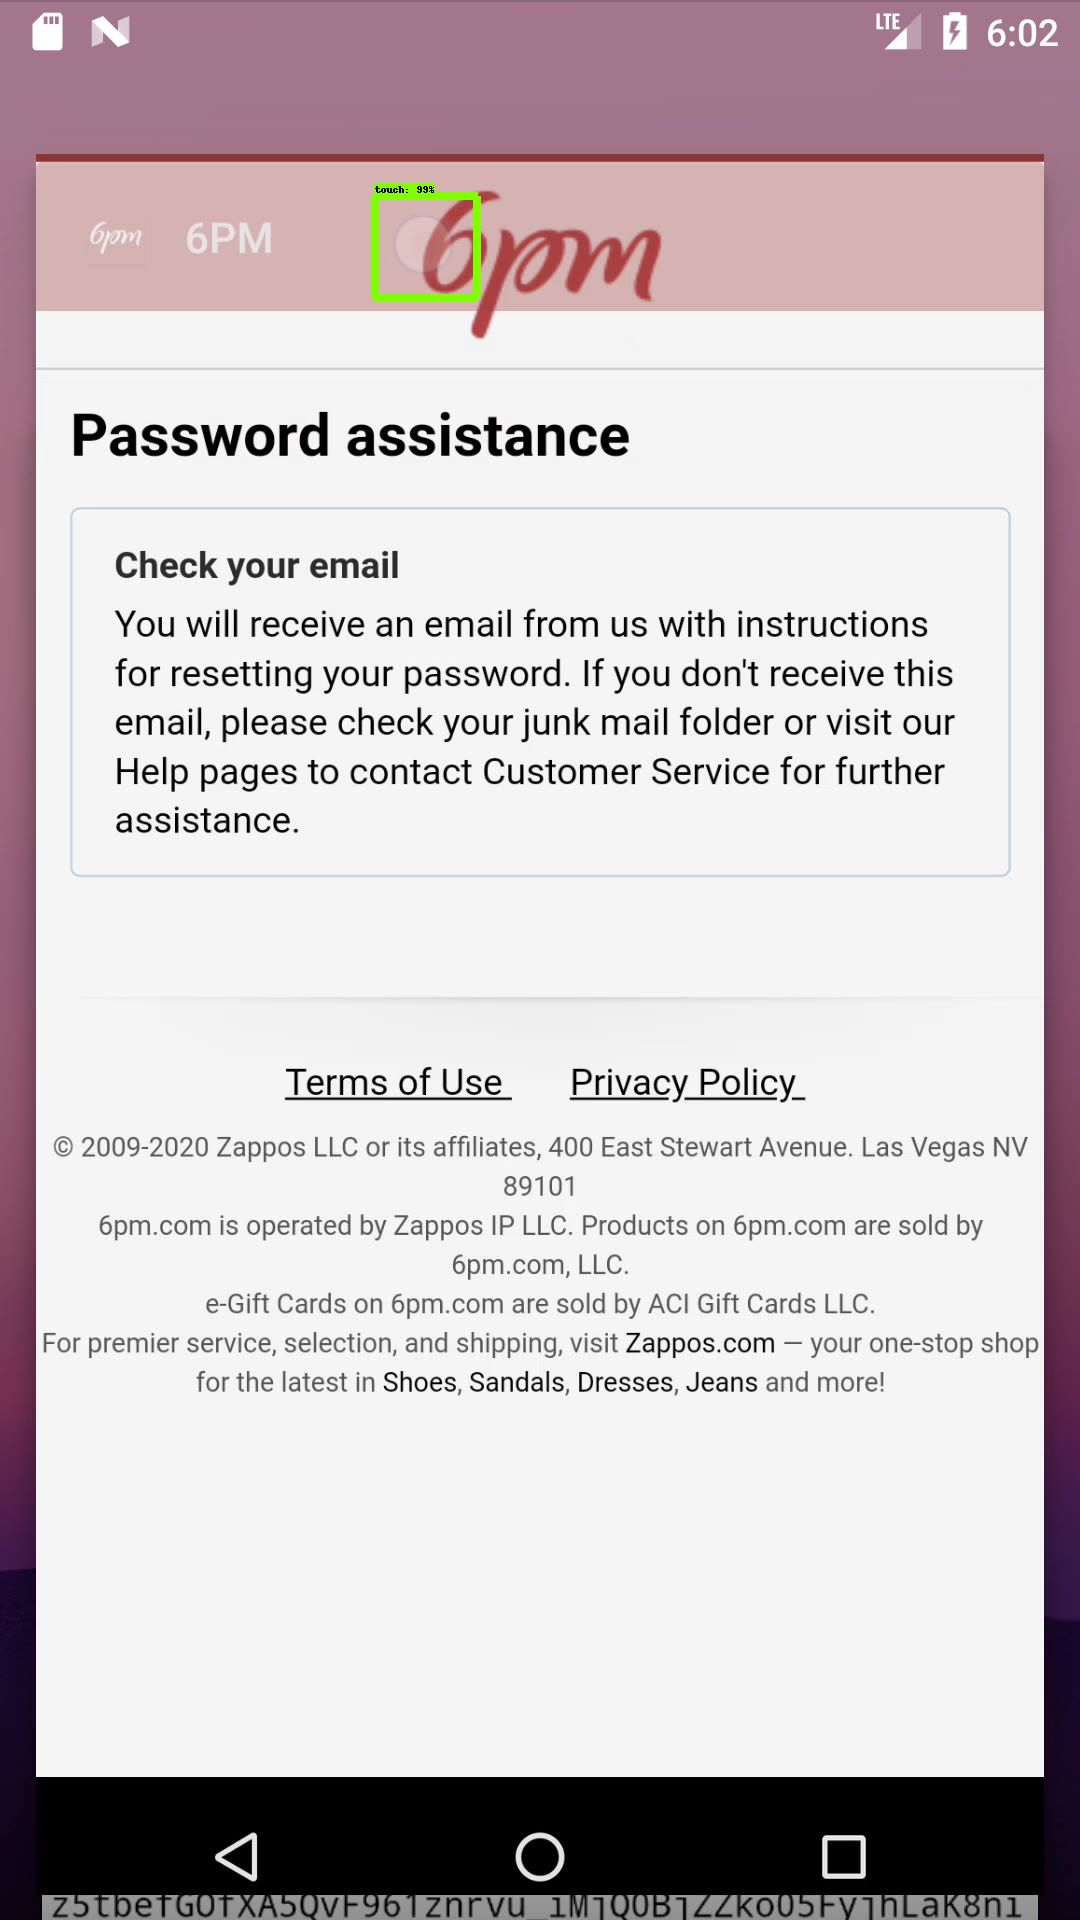 LTE 6:02
touch: 99%
6pm 6PM 6pm
Password assistance
Check your email
You will receive an email from us with instructions
for resetting your password. If you don't receive this
email, please check your junk mail folder or visit our
Help pages to contact Customer Service for further
assistance.
Terms of Use Privacy Policy
© 2009-2020 Zappos LLC or its affiliates, 400 East Stewart Avenue. Las Vegas NV
89101
6pm.com is operated by Zappos IP LLC. Products on 6pm.com are sold by
6pm.com, LLC.
e-Gift Cards on 6pm.com are sold by ACI Gift Cards LLC.
For premier service, selection, and shipping, visit Zappos.com — your one-stop shop
for the latest in Shoes, Sandals, Dresses, Jeans and more!